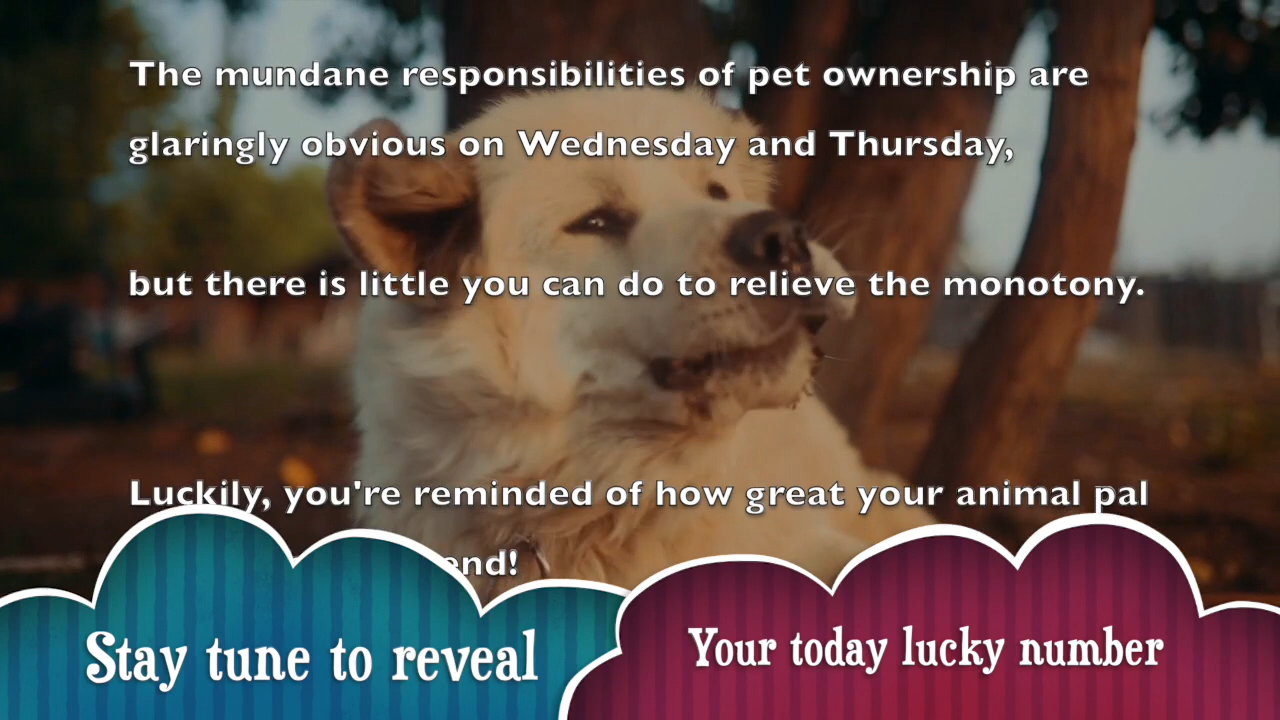 The mundane responsibilities of pet ownership are
glaringly obvious on Wednesday and Thursday,
but there is little you can do to relieve the monotony.
Luckily, you're reminded of how great your animal pal
end!
Stay tune to reveal
Your today lucky number